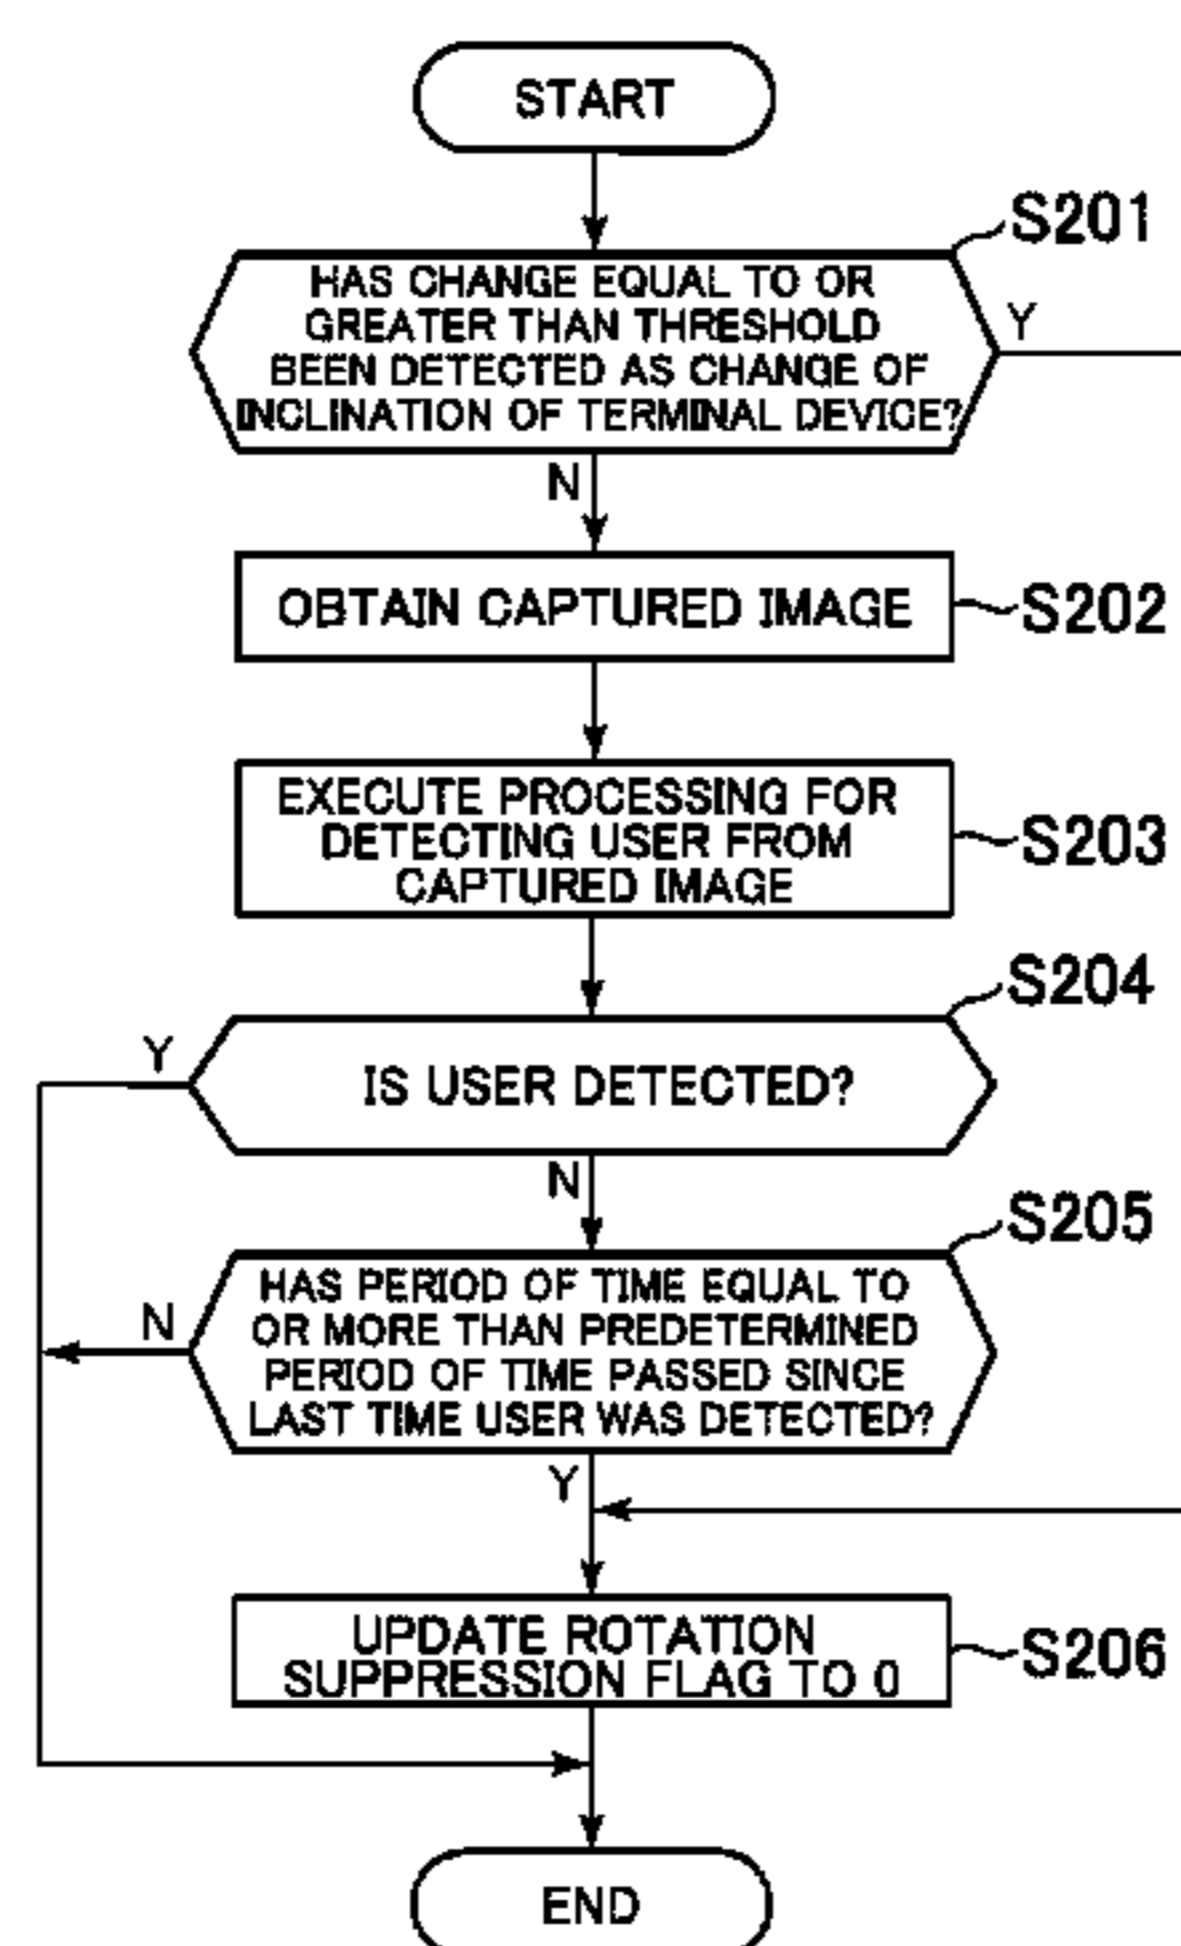 START
S201
HAS CHANGE EQUAL TO OR
GREATER THAN THRESHOLD
BEEN DETECTED AS CHANGE OF
INCLINATION OF TERMINAL DEVICE?
Y
N
OBTAIN CAPTURED IMAGE
S202
EXECUTE PROCESSING FOR
DETECTING USER FROM
CAPTURED IMAGE
S203
S204
Y
IS USER DETECTED?
N
S205
HAS PERIOD OF TIME EQUAL TO
OR MORE THAN PREDETERMINED
PERIOD OF TIME PASSED SINCE
LAST TIME USER WAS DETECTED?
N
Y
UPDATE ROTATION
SUPPRESSION FLAG TO 0
S206
END